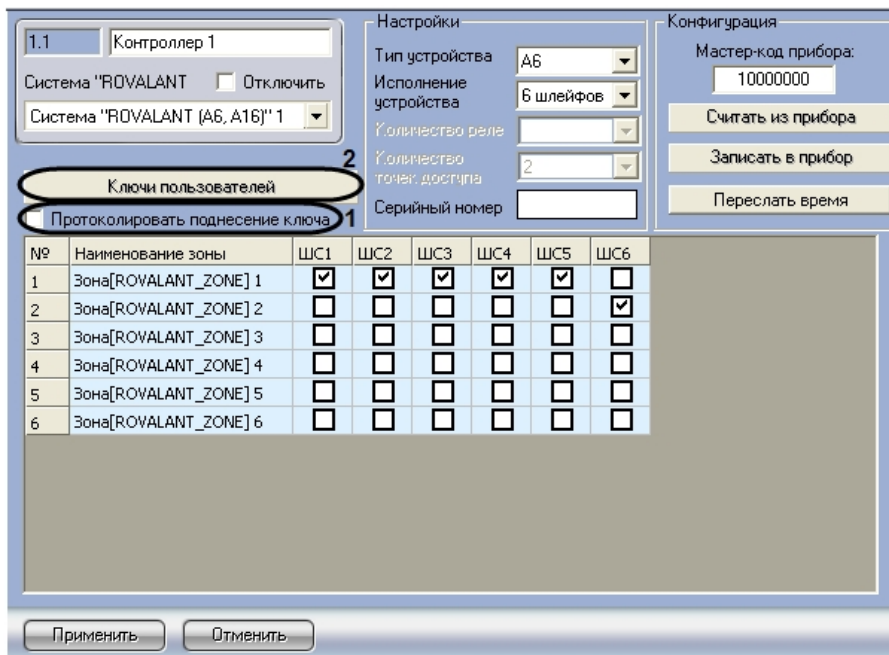 1.1 Контроллер 1
Система "ROVALANT Отключить
Система "ROVALANT (A6, A16)" 1
2
Ключи пользователей
Протоколировать поднесение ключа 1
Настройки
Тип устройства A6
Исполнение устройства 6 шлейфов
Количество реле
Количество точек доступа 2
Серийный номер
Конфигурация
Мастер-код прибора:
10000000
Считать из прибора
Записать в прибор
Переслать время
№ Наименование зоны ШС1 ШС2 ШС3 ШС4 ШС5 ШС6
1 Зона[ROVALANT_ZONE] 1
2 Зона[ROVALANT_ZONE] 2
3 Зона[ROVALANT_ZONE] 3
4 Зона[ROVALANT_ZONE] 4
5 Зона[ROVALANT_ZONE] 5
6 Зона[ROVALANT_ZONE] 6
Применить Отменить